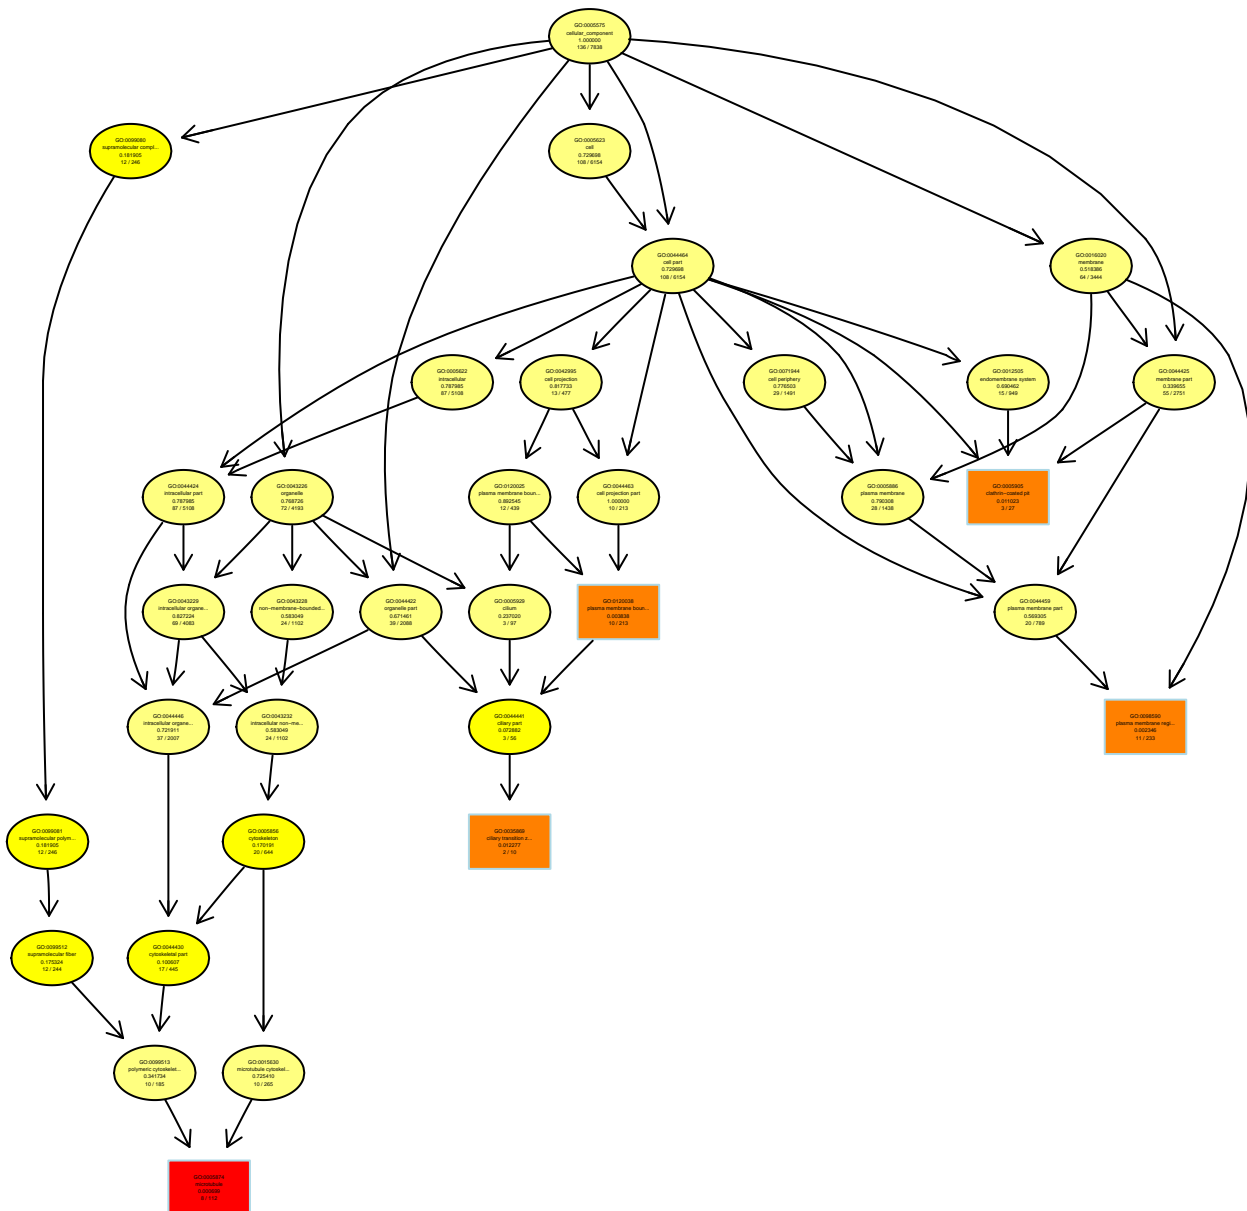 GO:0005575
cellular_component
1.000000
136 / 7838
GO:0099080
supramolecular compl...
0.181905
12 / 246
GO:0005623
cell
0.729698
108 / 6154
GO:0044464
cell part
0.729698
108 / 6154
GO:0016020
membrane
0.518386
64 / 3444
GO:0005622
intracellular
0.787985
87 / 5108
GO:0042995
cell projection
0.817733
13 / 477
GO:0071944
cell periphery
0.776503
29 / 1491
GO:0012505
endomembrane system
0.690462
15 / 949
GO:0044425
membrane part
0.339655
55 / 2751
GO:0044424
intracellular part
0.787985
87 / 5108
GO:0043226
organelle
0.768726
72 / 4193
GO:0120025
plasma membrane boun...
0.892545
12 / 439
GO:0044463
cell projection part
1.000000
10 / 213
GO:0005886
plasma membrane
0.790308
28 / 1438
GO:0005905
clathrin−coated pit
0.011023
3 / 27
GO:0043229
intracellular organe...
0.827224
69 / 4083
GO:0043228
non−membrane−bounded...
0.583049
24 / 1102
GO:0044422
organelle part
0.671461
39 / 2088
GO:0005929
cilium
0.237020
3 / 97
GO:0120038
plasma membrane boun...
0.003838
10 / 213
GO:0044459
plasma membrane part
0.569305
20 / 789
GO:0044446
intracellular organe...
0.721911
37 / 2007
GO:0043232
intracellular non−me...
0.583049
24 / 1102
GO:0044441
ciliary part
0.072882
3 / 56
GO:0098590
plasma membrane regi...
0.002346
11 / 233
GO:0099081
supramolecular polym...
0.181905
12 / 246
GO:0005856
cytoskeleton
0.170191
20 / 644
GO:0035869
ciliary transition z...
0.012277
2 / 10
GO:0099512
supramolecular fiber
0.175324
12 / 244
GO:0044430
cytoskeletal part
0.100607
17 / 445
GO:0099513
polymeric cytoskelet...
0.341734
10 / 185
GO:0015630
microtubule cytoskel...
0.725410
10 / 265
GO:0005874
microtubule